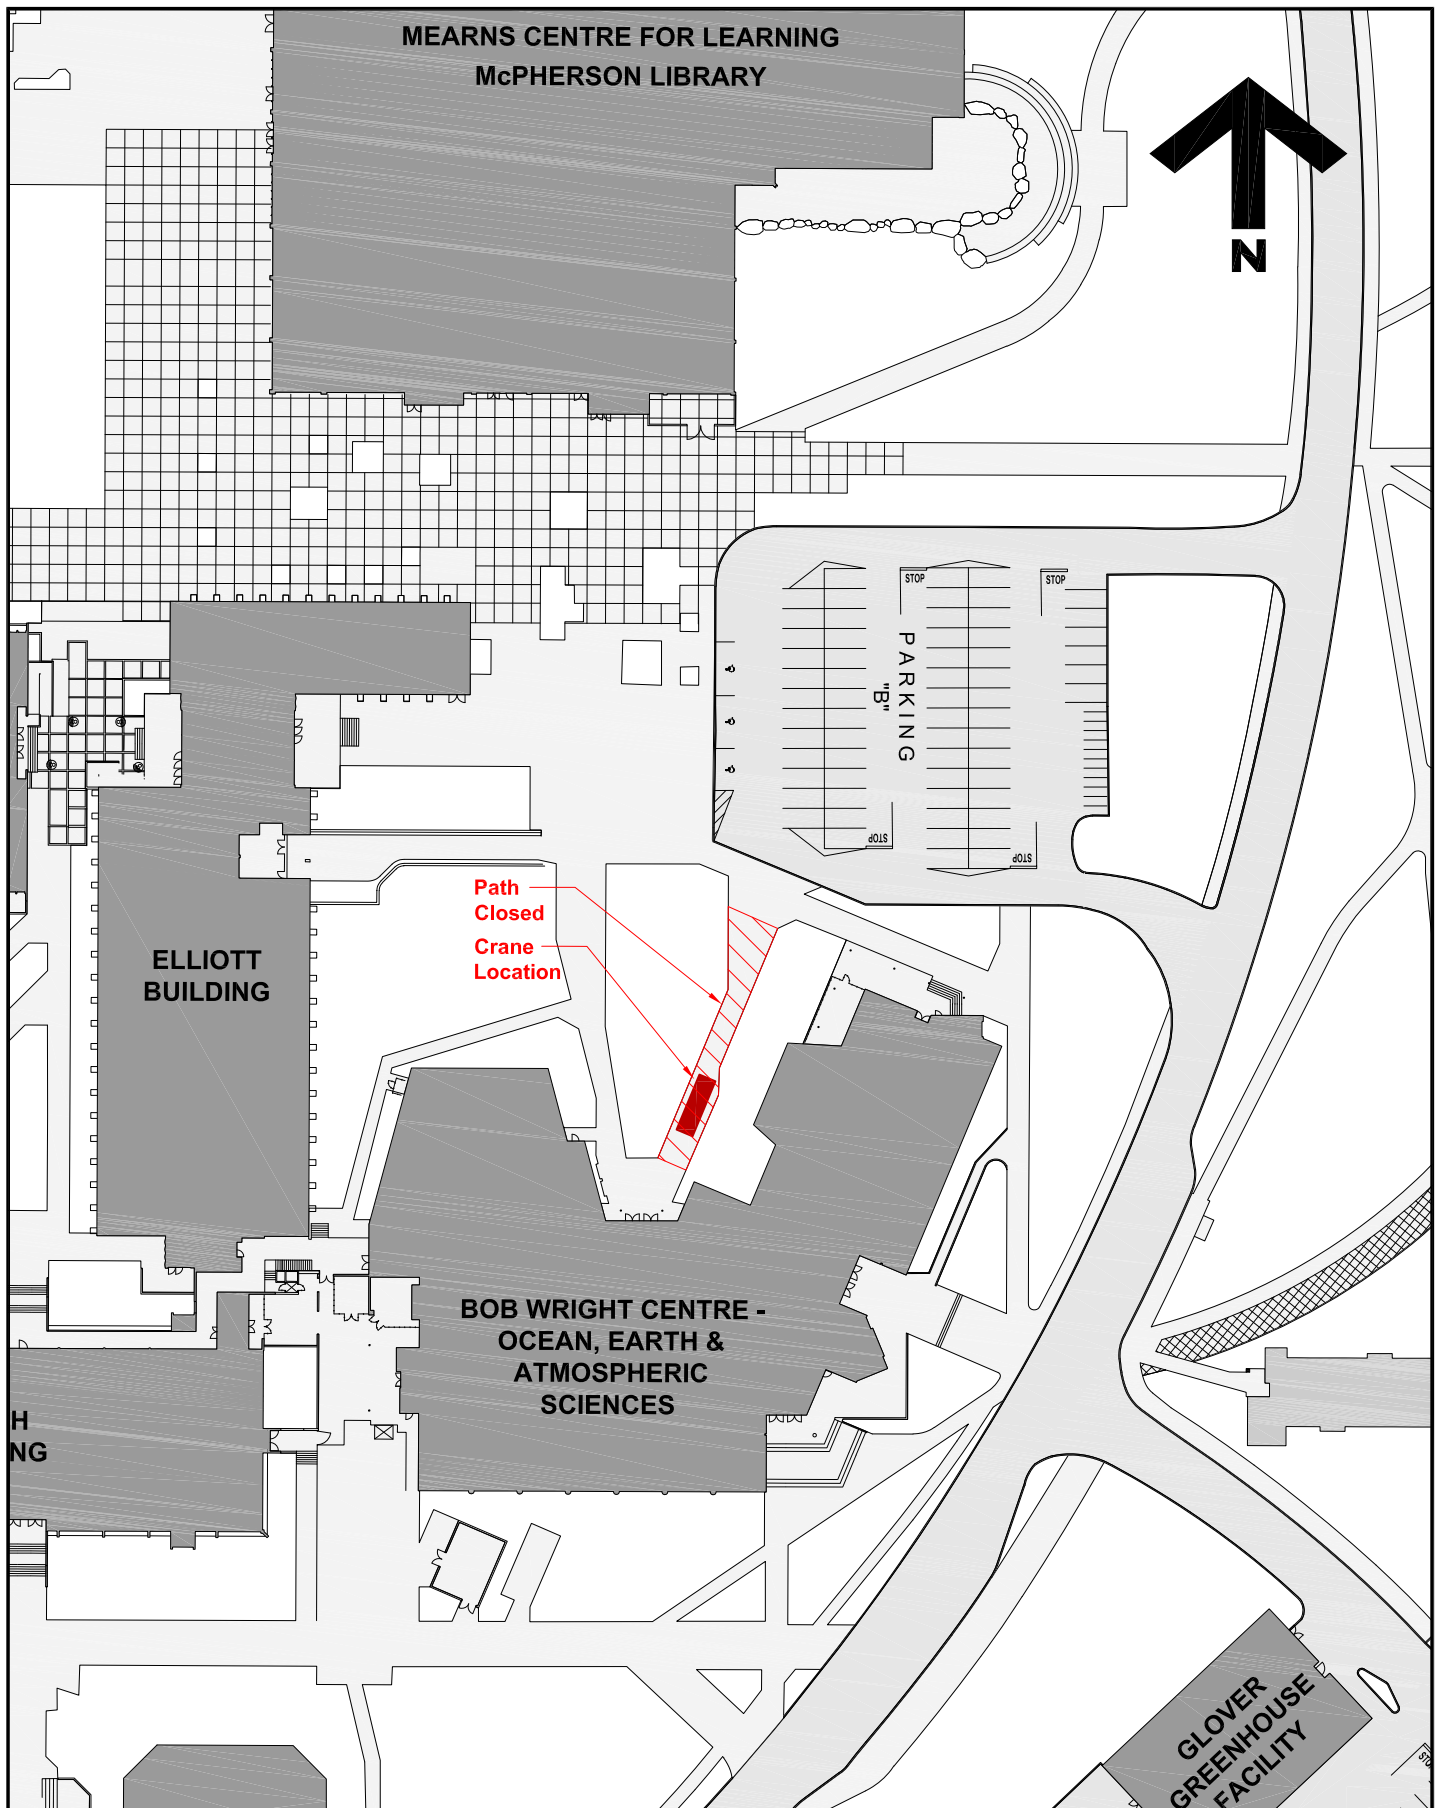 MEARNS CENTRE FOR LEARNING
McPHERSON LIBRARY
N
STOP
STOP
PARKING
"B"
STOP
STOP
Path
Closed
Crane
Location
ELLIOTT
BUILDING
BOB WRIGHT CENTRE -
OCEAN, EARTH &
ATMOSPHERIC
SCIENCES
H
NG
GLOVER
GREENHOUSE
FACILITY